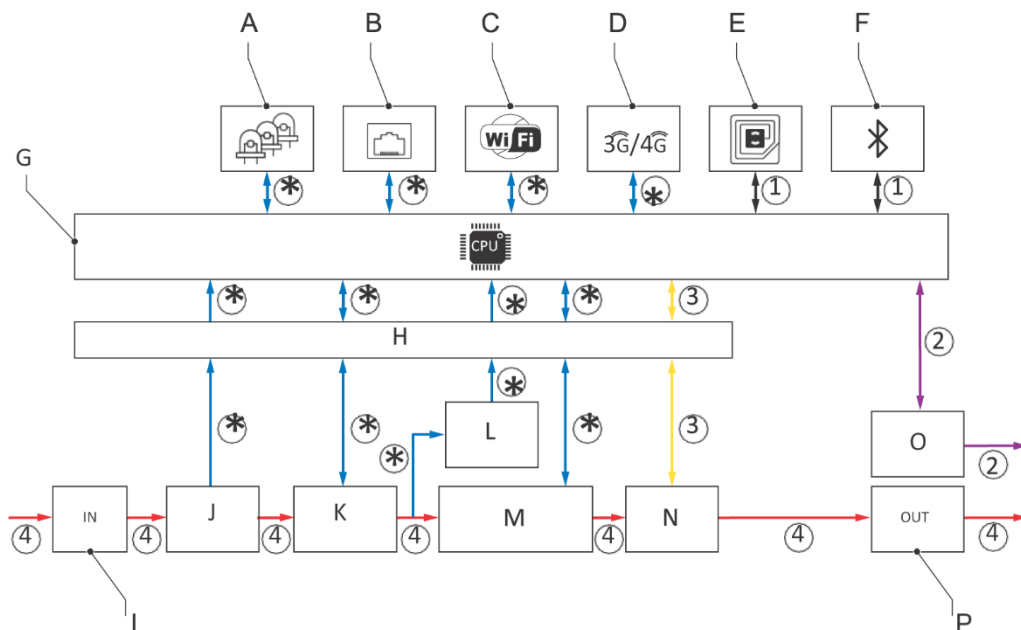 A B C D E F
G
WiFi 3G/4G
* * * * 1 1
CPU
* * * * 3
H
2
*
* * L * 3
* O
2
IN J K M N OUT
4 4 4 4 4 4 4
I P